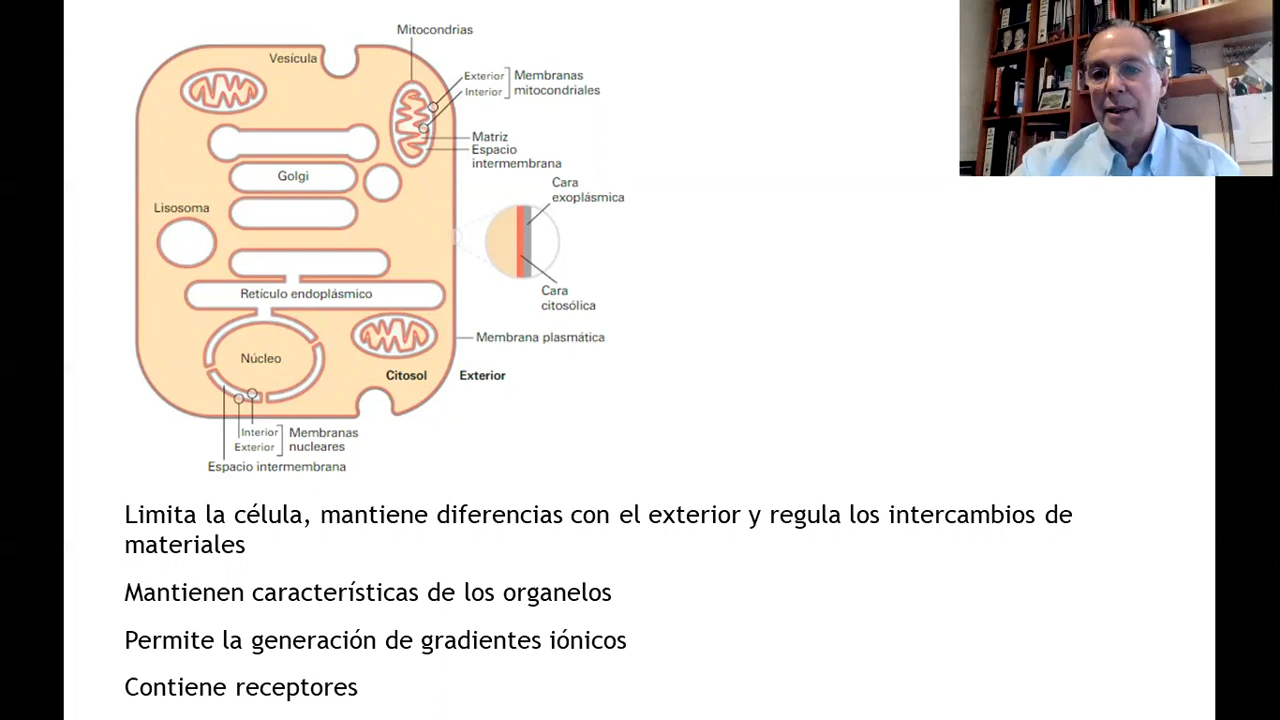 Mitocondrias
Vesícula
Exterior
Interior
Membranas
mitocondriales
Matriz
Espacio
intermembrana
Golgi
Cara
exoplásmica
Lisosoma
Retículo endoplásmico
Cara
citosólica
Membrana plasmática
Núcleo
Citosol
Exterior
Interior
Exterior
Membranas
nucleares
Espacio intermembrana
Limita la célula, mantiene diferencias con el exterior y regula los intercambios de
materiales
Mantienen características de los organelos
Permite la generación de gradientes iónicos
Contiene receptores